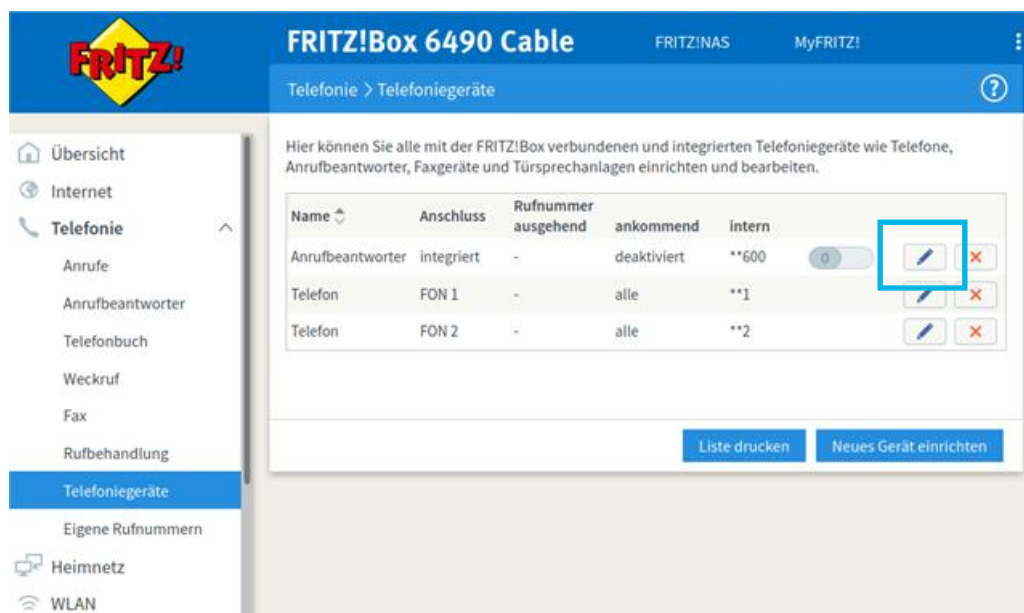 FRITZ!
FRITZ!Box 6490 Cable FRITZ!NAS MyFRITZ!
Telefonie > Telefoniegeräte ?
Übersicht
Internet
Telefonie
Anrufe
Anrufbeantworter
Telefonbuch
Weckruf
Fax
Rufbehandlung
Telefoniegeräte
Eigene Rufnummern
Heimnetz
WLAN
Hier können Sie alle mit der FRITZ!Box verbundenen und integrierten Telefoniegeräte wie Telefone,
Anrufbeantworter, Faxgeräte und Türsprechanlagen einrichten und bearbeiten.
Name Anschluss Rufnummer ausgehend ankommend intern
Anrufbeantworter integriert - deaktiviert **600 0
Telefon FON 1 - alle **1
Telefon FON 2 - alle **2
Liste drucken Neues Gerät einrichten